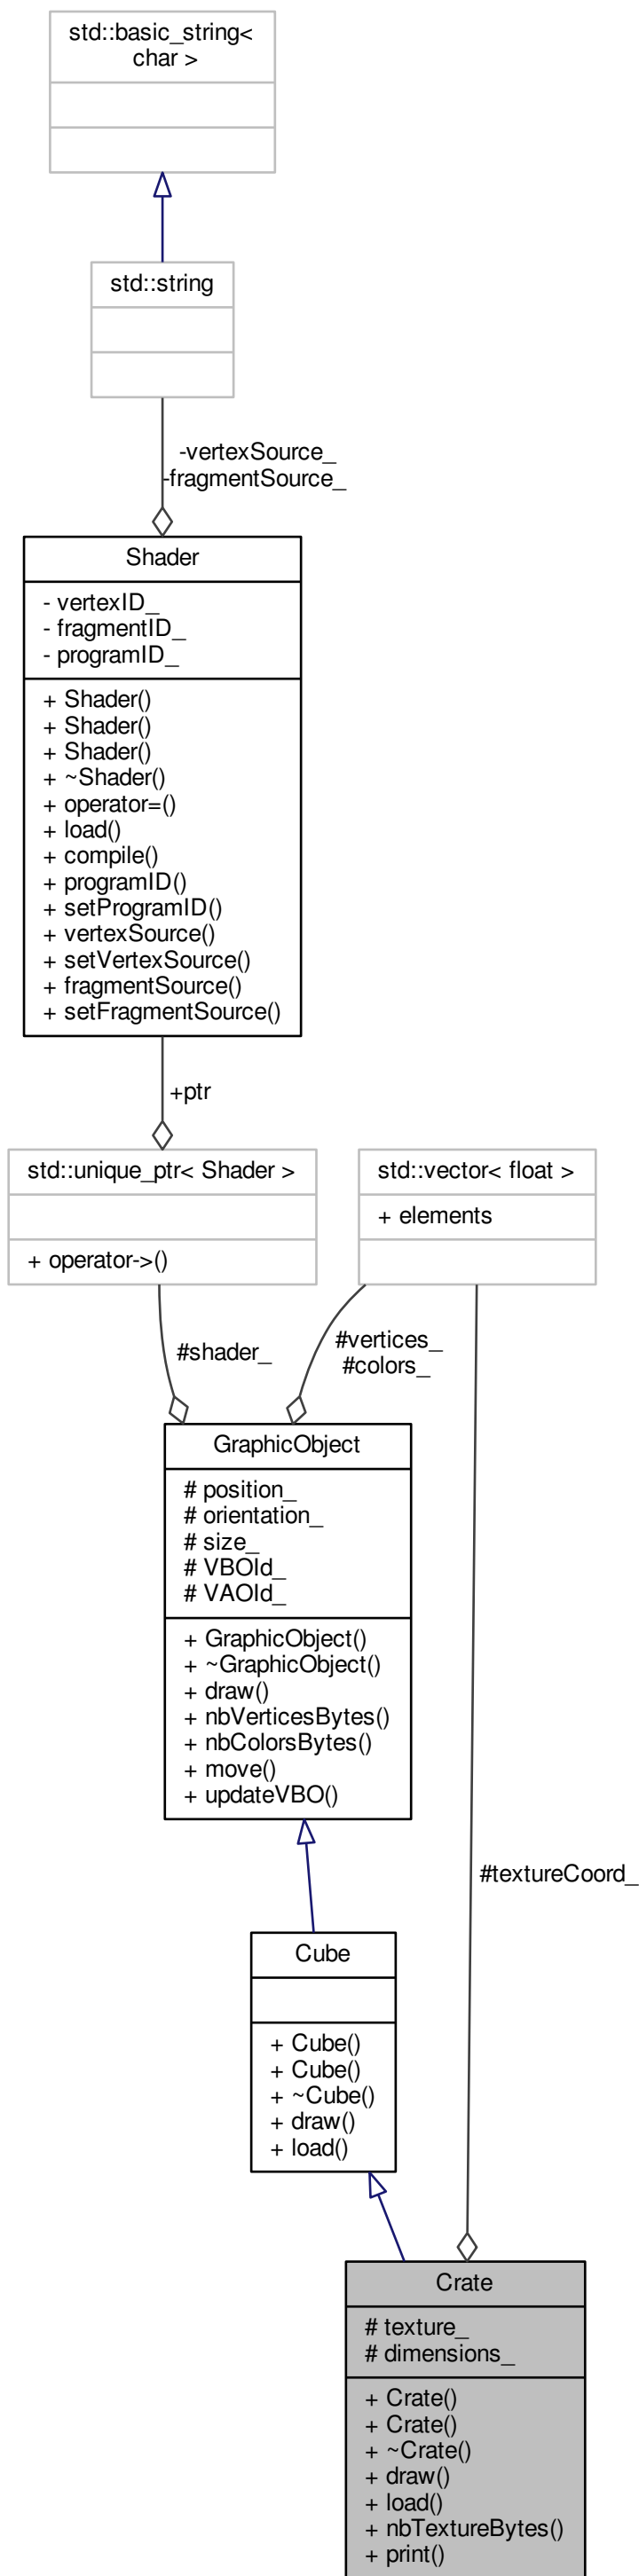 std::basic_string<
char >
std::string
-vertexSource_
-fragmentSource_
Shader
- vertexID_
- fragmentID_
- programID_
+ Shader()
+ Shader()
+ Shader()
+ ~Shader()
+ operator=()
+ load()
+ compile()
+ programID()
+ setProgramID()
+ vertexSource()
+ setVertexSource()
+ fragmentSource()
+ setFragmentSource()
+ptr
std::unique_ptr< Shader >
+ operator->()
std::vector< float >
+ elements
#shader_
#vertices_
#colors_
GraphicObject
# position_
# orientation_
# size_
# VBOId_
# VAOId_
+ GraphicObject()
+ ~GraphicObject()
+ draw()
+ nbVerticesBytes()
+ nbColorsBytes()
+ move()
+ updateVBO()
#textureCoord_
Cube
+ Cube()
+ Cube()
+ ~Cube()
+ draw()
+ load()
Crate
# texture_
# dimensions_
+ Crate()
+ Crate()
+ ~Crate()
+ draw()
+ load()
+ nbTextureBytes()
+ print()